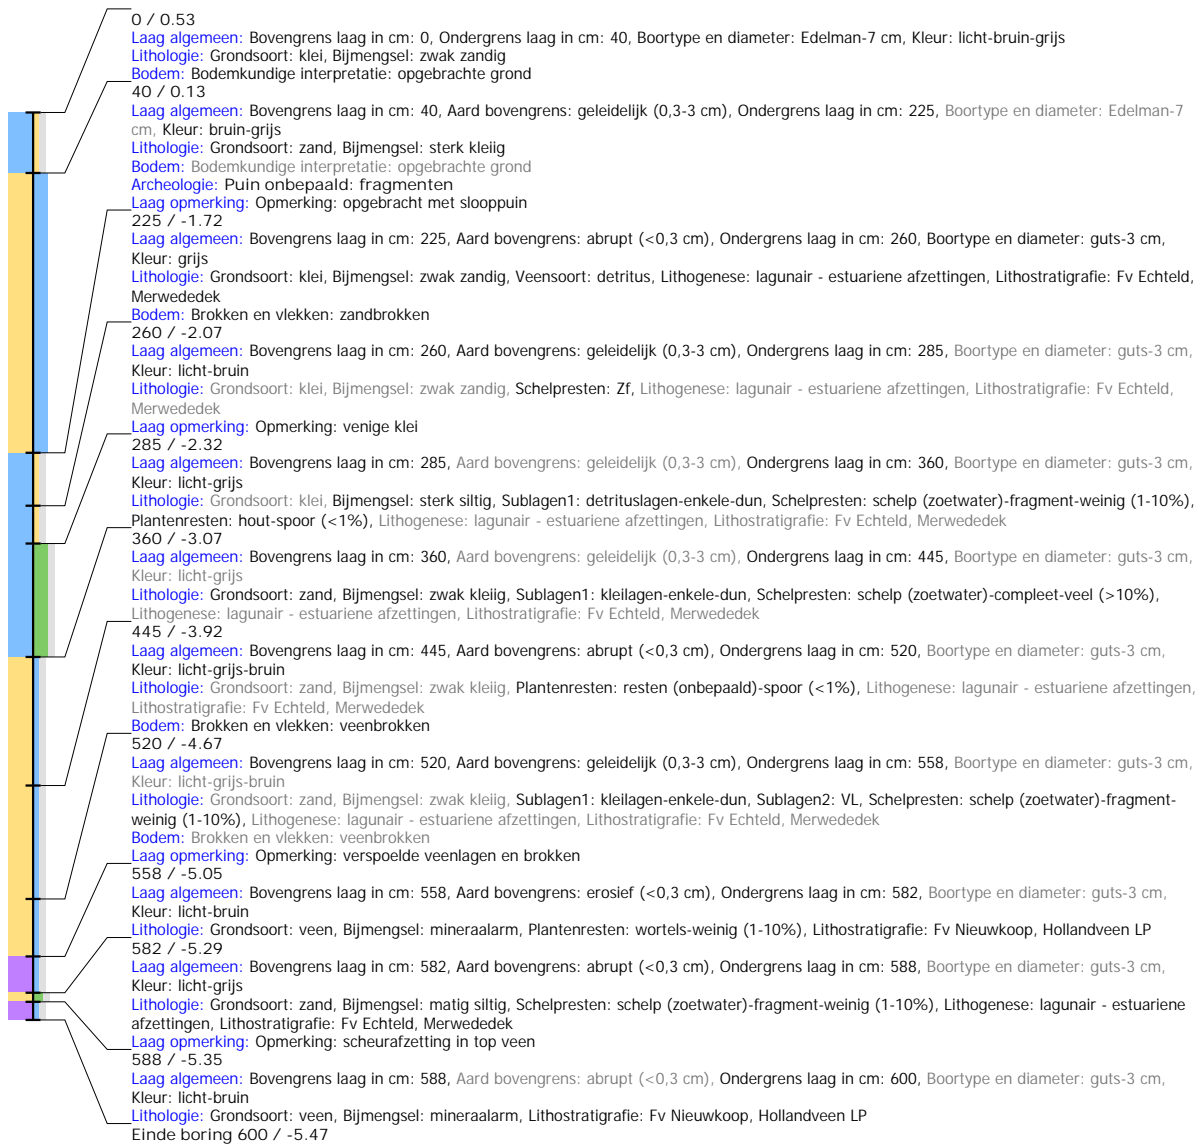 0 / 0.53
Laag algemeen: Bovengrens laag in cm: 0, Ondergrens laag in cm: 40, Boortype en diameter: Edelman-7 cm, Kleur: licht-bruin-grijs
Lithologie: Grondsoort: klei, Bijmengsel: zwak zandig
Bodem: Bodemkundige interpretatie: opgebrachte grond
40 / 0.13
Laag algemeen: Bovengrens laag in cm: 40, Aard bovengrens: geleidelijk (0,3-3 cm), Ondergrens laag in cm: 225, Boortype en diameter: Edelman-7
cm, Kleur: bruin-grijs
Lithologie: Grondsoort: zand, Bijmengsel: sterk kleiig
Bodem: Bodemkundige interpretatie: opgebrachte grond
Archeologie: Puin onbepaald: fragmenten
Laag opmerking: Opmerking: opgebracht met slooppuin
225 / -1.72
Laag algemeen: Bovengrens laag in cm: 225, Aard bovengrens: abrupt (<0,3 cm), Ondergrens laag in cm: 260, Boortype en diameter: guts-3 cm,
Kleur: grijs
Lithologie: Grondsoort: klei, Bijmengsel: zwak zandig, Veensoort: detritus, Lithogenese: lagunair - estuariene afzettingen, Lithostratigrafie: Fv Echteld,
Merwededek
Bodem: Brokken en vlekken: zandbrokken
260 / -2.07
Laag algemeen: Bovengrens laag in cm: 260, Aard bovengrens: geleidelijk (0,3-3 cm), Ondergrens laag in cm: 285, Boortype en diameter: guts-3 cm,
Kleur: licht-bruin
Lithologie: Grondsoort: klei, Bijmengsel: zwak zandig, Schelpresten: Zf, Lithogenese: lagunair - estuariene afzettingen, Lithostratigrafie: Fv Echteld,
Merwededek
Laag opmerking: Opmerking: venige klei
285 / -2.32
Laag algemeen: Bovengrens laag in cm: 285, Aard bovengrens: geleidelijk (0,3-3 cm), Ondergrens laag in cm: 360, Boortype en diameter: guts-3 cm,
Kleur: licht-grijs
Lithologie: Grondsoort: klei, Bijmengsel: sterk siltig, Sublagen1: detrituslagen-enkele-dun, Schelpresten: schelp (zoetwater)-fragment-weinig (1-10%),
Plantenresten: hout-spoor (<1%), Lithogenese: lagunair - estuariene afzettingen, Lithostratigrafie: Fv Echteld, Merwededek
360 / -3.07
Laag algemeen: Bovengrens laag in cm: 360, Aard bovengrens: geleidelijk (0,3-3 cm), Ondergrens laag in cm: 445, Boortype en diameter: guts-3 cm,
Kleur: licht-grijs
Lithologie: Grondsoort: zand, Bijmengsel: zwak kleiig, Sublagen1: kleilagen-enkele-dun, Schelpresten: schelp (zoetwater)-compleet-veel (>10%),
Lithogenese: lagunair - estuariene afzettingen, Lithostratigrafie: Fv Echteld, Merwededek
445 / -3.92
Laag algemeen: Bovengrens laag in cm: 445, Aard bovengrens: abrupt (<0,3 cm), Ondergrens laag in cm: 520, Boortype en diameter: guts-3 cm,
Kleur: licht-grijs-bruin
Lithologie: Grondsoort: zand, Bijmengsel: zwak kleiig, Plantenresten: resten (onbepaald)-spoor (<1%), Lithogenese: lagunair - estuariene afzettingen,
Lithostratigrafie: Fv Echteld, Merwededek
Bodem: Brokken en vlekken: veenbrokken
520 / -4.67
Laag algemeen: Bovengrens laag in cm: 520, Aard bovengrens: geleidelijk (0,3-3 cm), Ondergrens laag in cm: 558, Boortype en diameter: guts-3 cm,
Kleur: licht-grijs-bruin
Lithologie: Grondsoort: zand, Bijmengsel: zwak kleiig, Sublagen1: kleilagen-enkele-dun, Sublagen2: VL, Schelpresten: schelp (zoetwater)-fragment-
weinig (1-10%), Lithogenese: lagunair - estuariene afzettingen, Lithostratigrafie: Fv Echteld, Merwededek
Bodem: Brokken en vlekken: veenbrokken
Laag opmerking: Opmerking: verspoelde veenlagen en brokken
558 / -5.05
Laag algemeen: Bovengrens laag in cm: 558, Aard bovengrens: erosief (<0,3 cm), Ondergrens laag in cm: 582, Boortype en diameter: guts-3 cm,
Kleur: licht-bruin
Lithologie: Grondsoort: veen, Bijmengsel: mineraalarm, Plantenresten: wortels-weinig (1-10%), Lithostratigrafie: Fv Nieuwkoop, Hollandveen LP
582 / -5.29
Laag algemeen: Bovengrens laag in cm: 582, Aard bovengrens: abrupt (<0,3 cm), Ondergrens laag in cm: 588, Boortype en diameter: guts-3 cm,
Kleur: licht-grijs
Lithologie: Grondsoort: zand, Bijmengsel: matig siltig, Schelpresten: schelp (zoetwater)-fragment-weinig (1-10%), Lithogenese: lagunair - estuariene
afzettingen, Lithostratigrafie: Fv Echteld, Merwededek
Laag opmerking: Opmerking: scheurafzetting in top veen
588 / -5.35
Laag algemeen: Bovengrens laag in cm: 588, Aard bovengrens: abrupt (<0,3 cm), Ondergrens laag in cm: 600, Boortype en diameter: guts-3 cm,
Kleur: licht-bruin
Lithologie: Grondsoort: veen, Bijmengsel: mineraalarm, Lithostratigrafie: Fv Nieuwkoop, Hollandveen LP
Einde boring 600 / -5.47